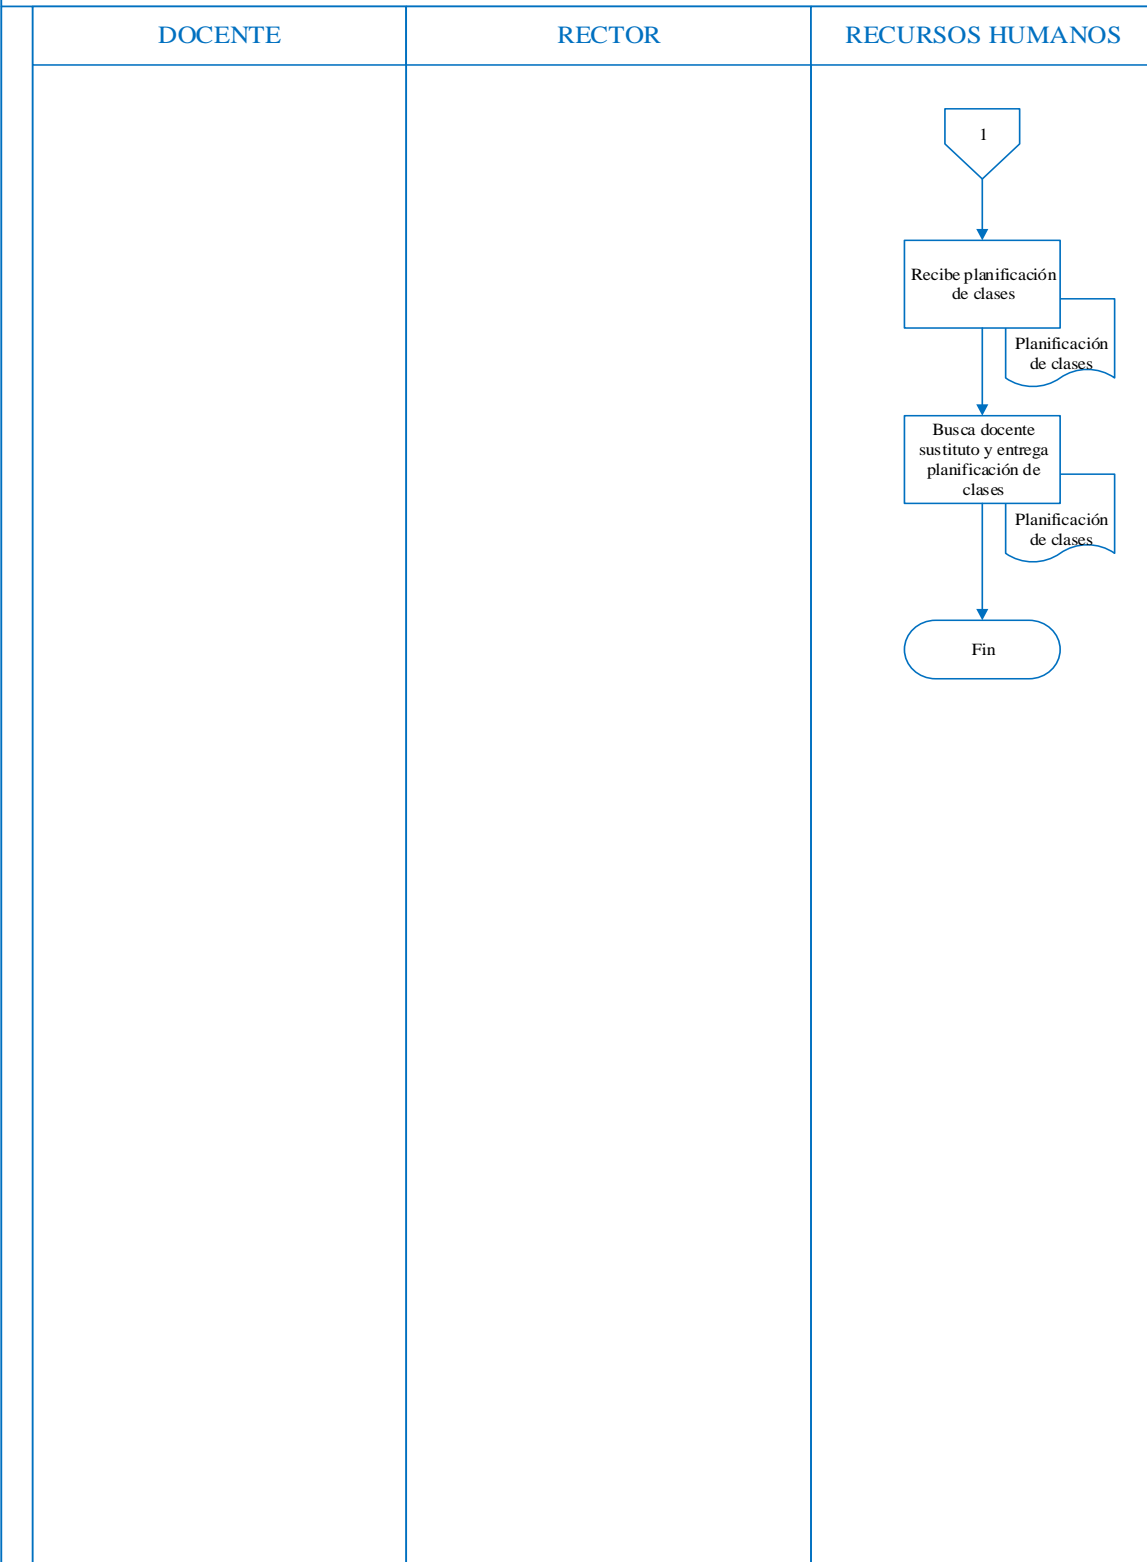 DOCENTE
RECTOR
RECURSOS HUMANOS
1
Recibe planificación
de clases
Planificación
de clases
Busca docente
sustituto y entrega
planificación de
clases
Planificación
de clases
Fin